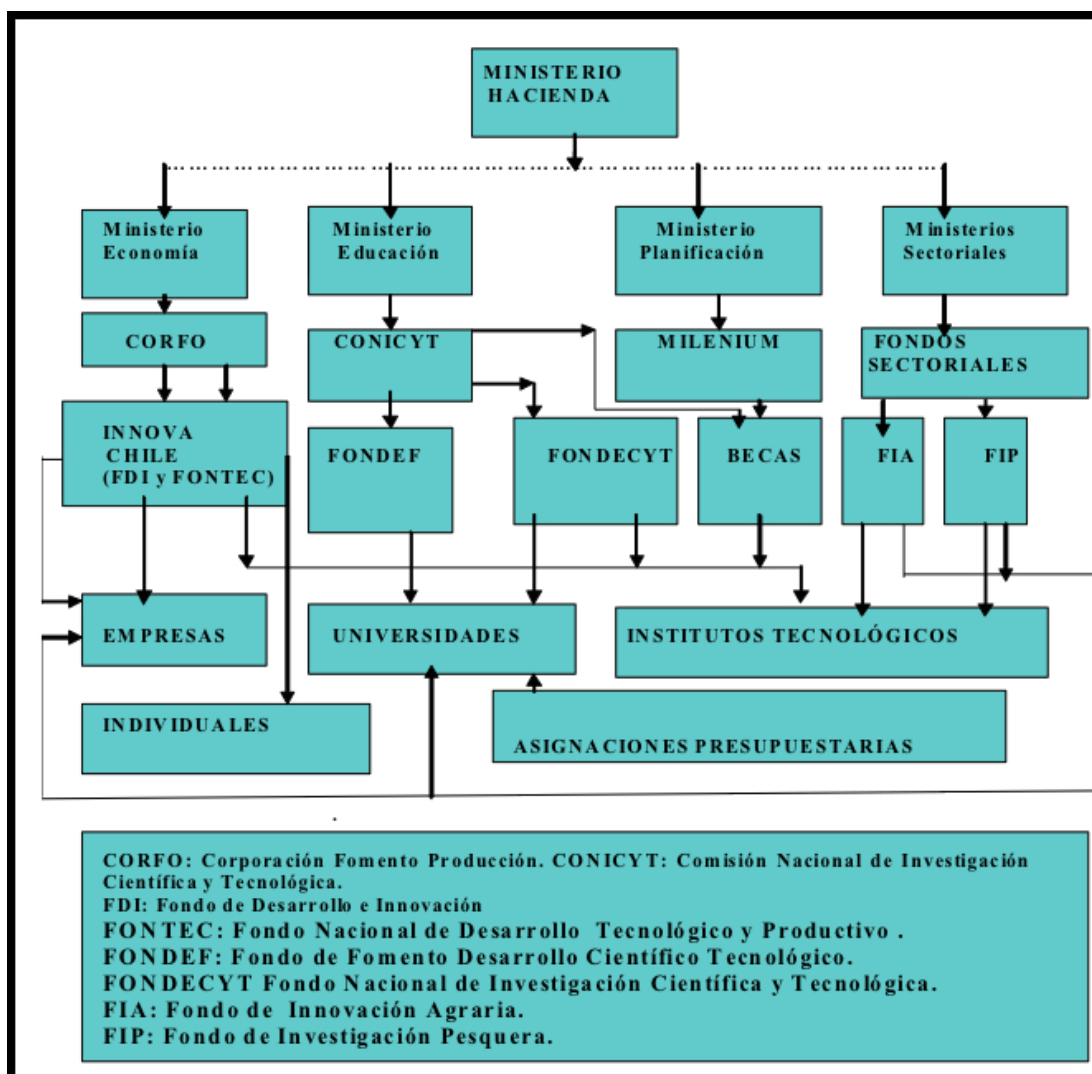 MINISTERIO
HACIENDA
Ministerio
Economía
Ministerio
Educación
Ministerio
Planificación
Ministerios
Sectoriales
CORFO
CONICYT
MILENIUM
FONDOS
SECTORIALES
INNOVA
CHILE
(FDI y FONTEC)
FONDEF
FONDECYT
BECAS
FIA
FIP
EMPRESAS
UNIVERSIDADES
INSTITUTOS TECNOLÓGICOS
INDIVIDUALES
ASIGNACIONES PRESUPUESTARIAS
CORFO: Corporación Fomento Producción. CONICYT: Comisión Nacional de Investigación
Científica y Tecnológica.
FDI: Fondo de Desarrollo e Innovación
FONTEC: Fondo Nacional de Desarrollo Tecnológico y Productivo .
FONDEF: Fondo de Fomento Desarrollo Científico Tecnológico.
FONDECYT Fondo Nacional de Investigación Científica y Tecnológica.
FIA: Fondo de Innovación Agraria.
FIP: Fondo de Investigación Pesquera.